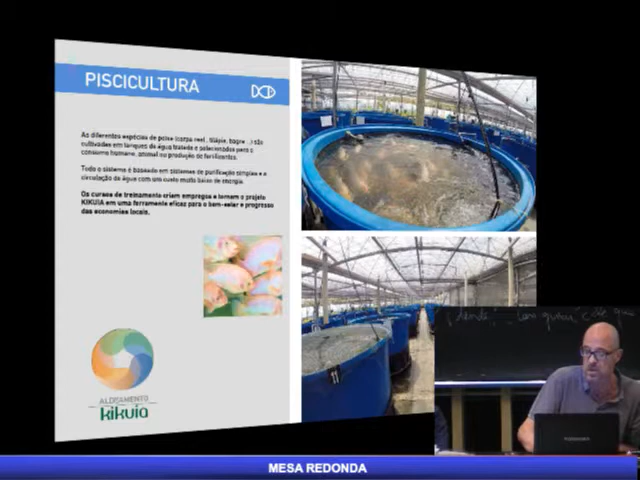 PISCICULTURA
As diferentes espécies de peixe (carpa reel, tilápia, bagre ..) são
cultivadas em tanques de água tratada e selecionados para o
consumo humano, animal ou produção de fertilizantes.
Todo o sistema é baseado em sistemas de purificação simples e a
circulação da água com um custo muito baixo de energia.
Os cursos de treinamento criam empregos e tornam o projeto
KIKUIA em uma ferramenta eficaz para o bem-estar e progresso
das economias locais.
ALDEAMENTO
kikuia
MESA REDONDA